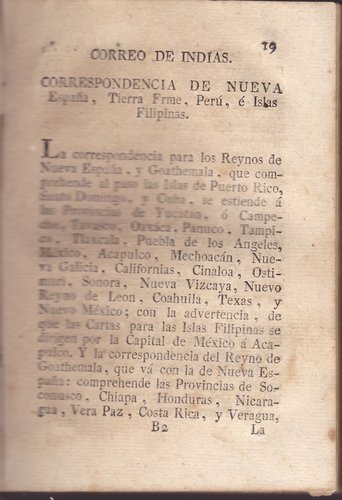 19
CORREO DE INDIAS.
CORRESPONDENCIA DE NUEVA
España, Tierra Frme, Perú, é Islas
Filipinas.
La correspondencia para los Reynos de
Nueva España, y Goathemala, que com-
prehende al paso las Islas de Puerto Rico,
Santo Domingo, y Cuba, se estiende á
las Provincias de Yucatan, ó Campe-
che, Tavasco, Oaxáca, Panuco, Tampi-
co, Tlaxcala, Puebla de los Angeles,
México, Acapulco, Mechoacán, Nue-
va Galicia, Californias, Cinaloa, Osti-
muri, Sonora, Nueva Vizcaya, Nuevo
Reyno de Leon, Coahuila, Texas, y
Nuevo México; con la advertencia, de
que las Cartas para las Islas Filipinas se
dirigen por la Capital de México á Aca-
pulco. Y la correspondencia del Reyno de
Goathemala, que vá con la de Nueva Es-
paña: comprehende las Provincias de So-
conusco, Chiapa, Honduras, Nicara-
gua, Vera Paz, Costa Rica, y Veragua,
B2
La